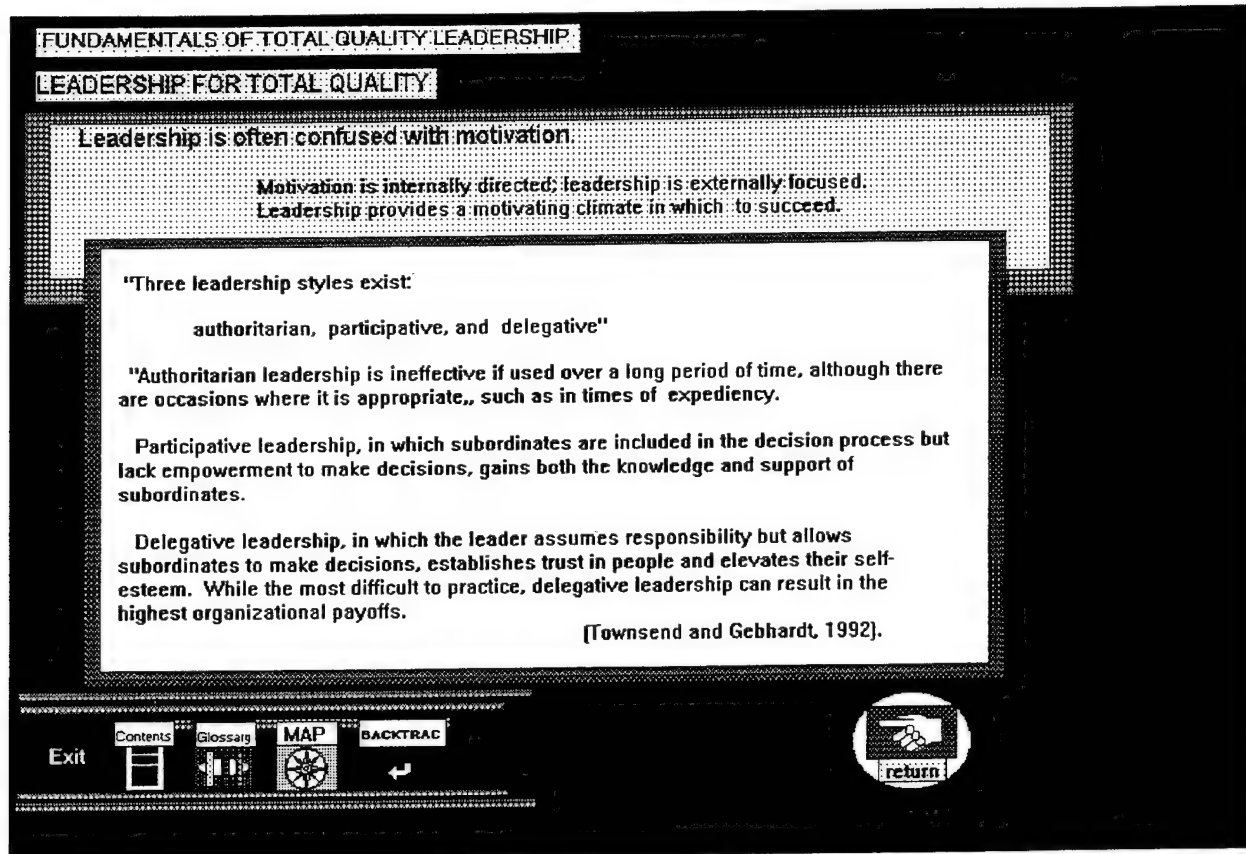 FUNDAMENTALS OF TOTAL QUALITY LEADERSHIP
LEADERSHIP FOR TOTAL QUALITY
Leadership is often confused with motivation.
Motivation is internally directed; leadership is externally focused.
Leadership provides a motivating climate in which to succeed.
"Three leadership styles exist:
authoritarian, participative, and delegative"
"Authoritarian leadership is ineffective if used over a long period of time, although there
are occasions where it is appropriate,, such as in times of expediency.
Participative leadership, in which subordinates are included in the decision process but
lack empowerment to make decisions, gains both the knowledge and support of
subordinates.
Delegative leadership, in which the leader assumes responsibility but allows
subordinates to make decisions, establishes trust in people and elevates their self-
esteem. While the most difficult to practice, delegative leadership can result in the
highest organizational payoffs.
(Townsend and Gebhardt, 1992).
Exit
Contents
Glossary
MAP
BACKTRAC
return